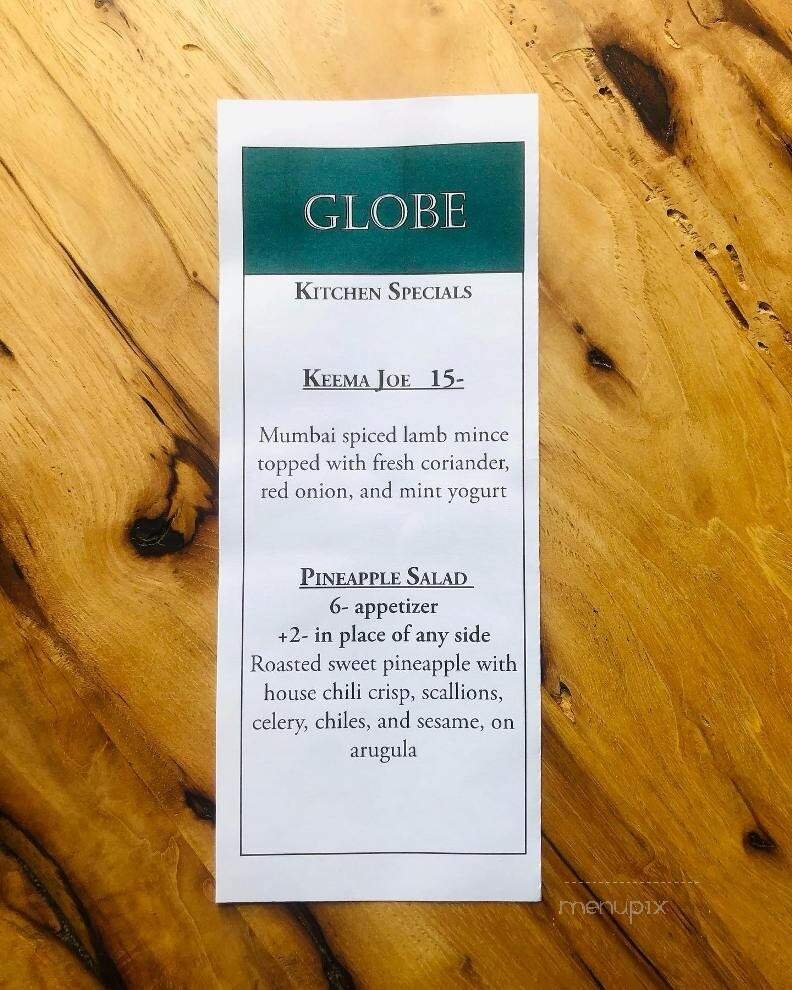 GLOBE
KITCHEN SPECIALS
KEEMA JOE 15-
Mumbai spiced lamb mince
topped with fresh coriander,
red onion, and mint yogurt
PINEAPPLE SALAD
6- appetizer
+2- in place of any side
Roasted sweet pineapple with
house chili crisp, scallions,
celery, chiles, and sesame, on
arugula
menupix